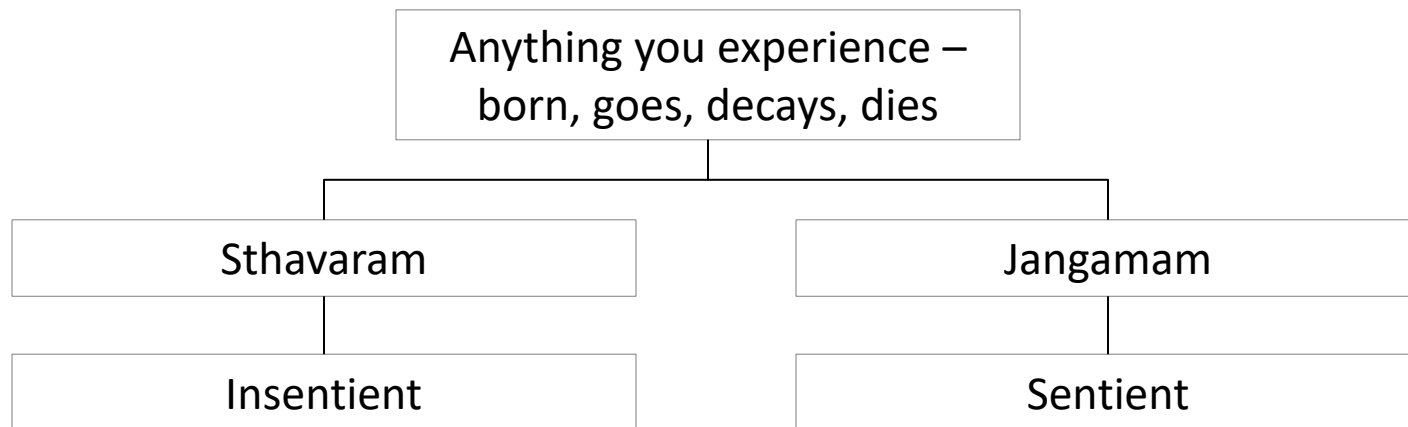 Anything you experience –
born, goes, decays, dies
Sthavaram
Jangamam
Insentient
Sentient